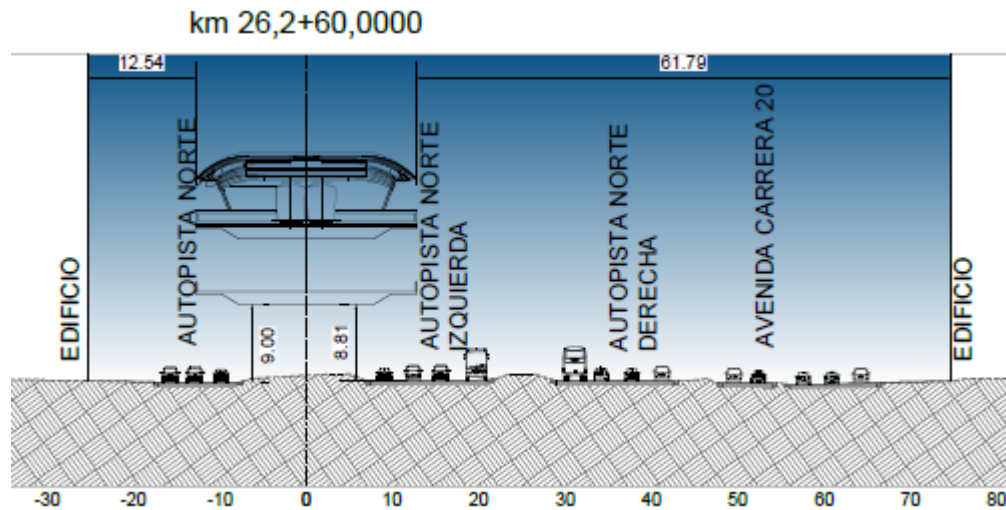 km 26,2+60,0000
12.54
61.79
EDIFICIO
AUTOPISTA NORTE
9.00
8.81
AUTOPISTA NORTE
IZQUIERDA
AUTOPISTA NORTE
DERECHA
AVENIDA CARRERA 20
EDIFICIO
-30 -20 -10 0 10 20 30 40 50 60 70 80